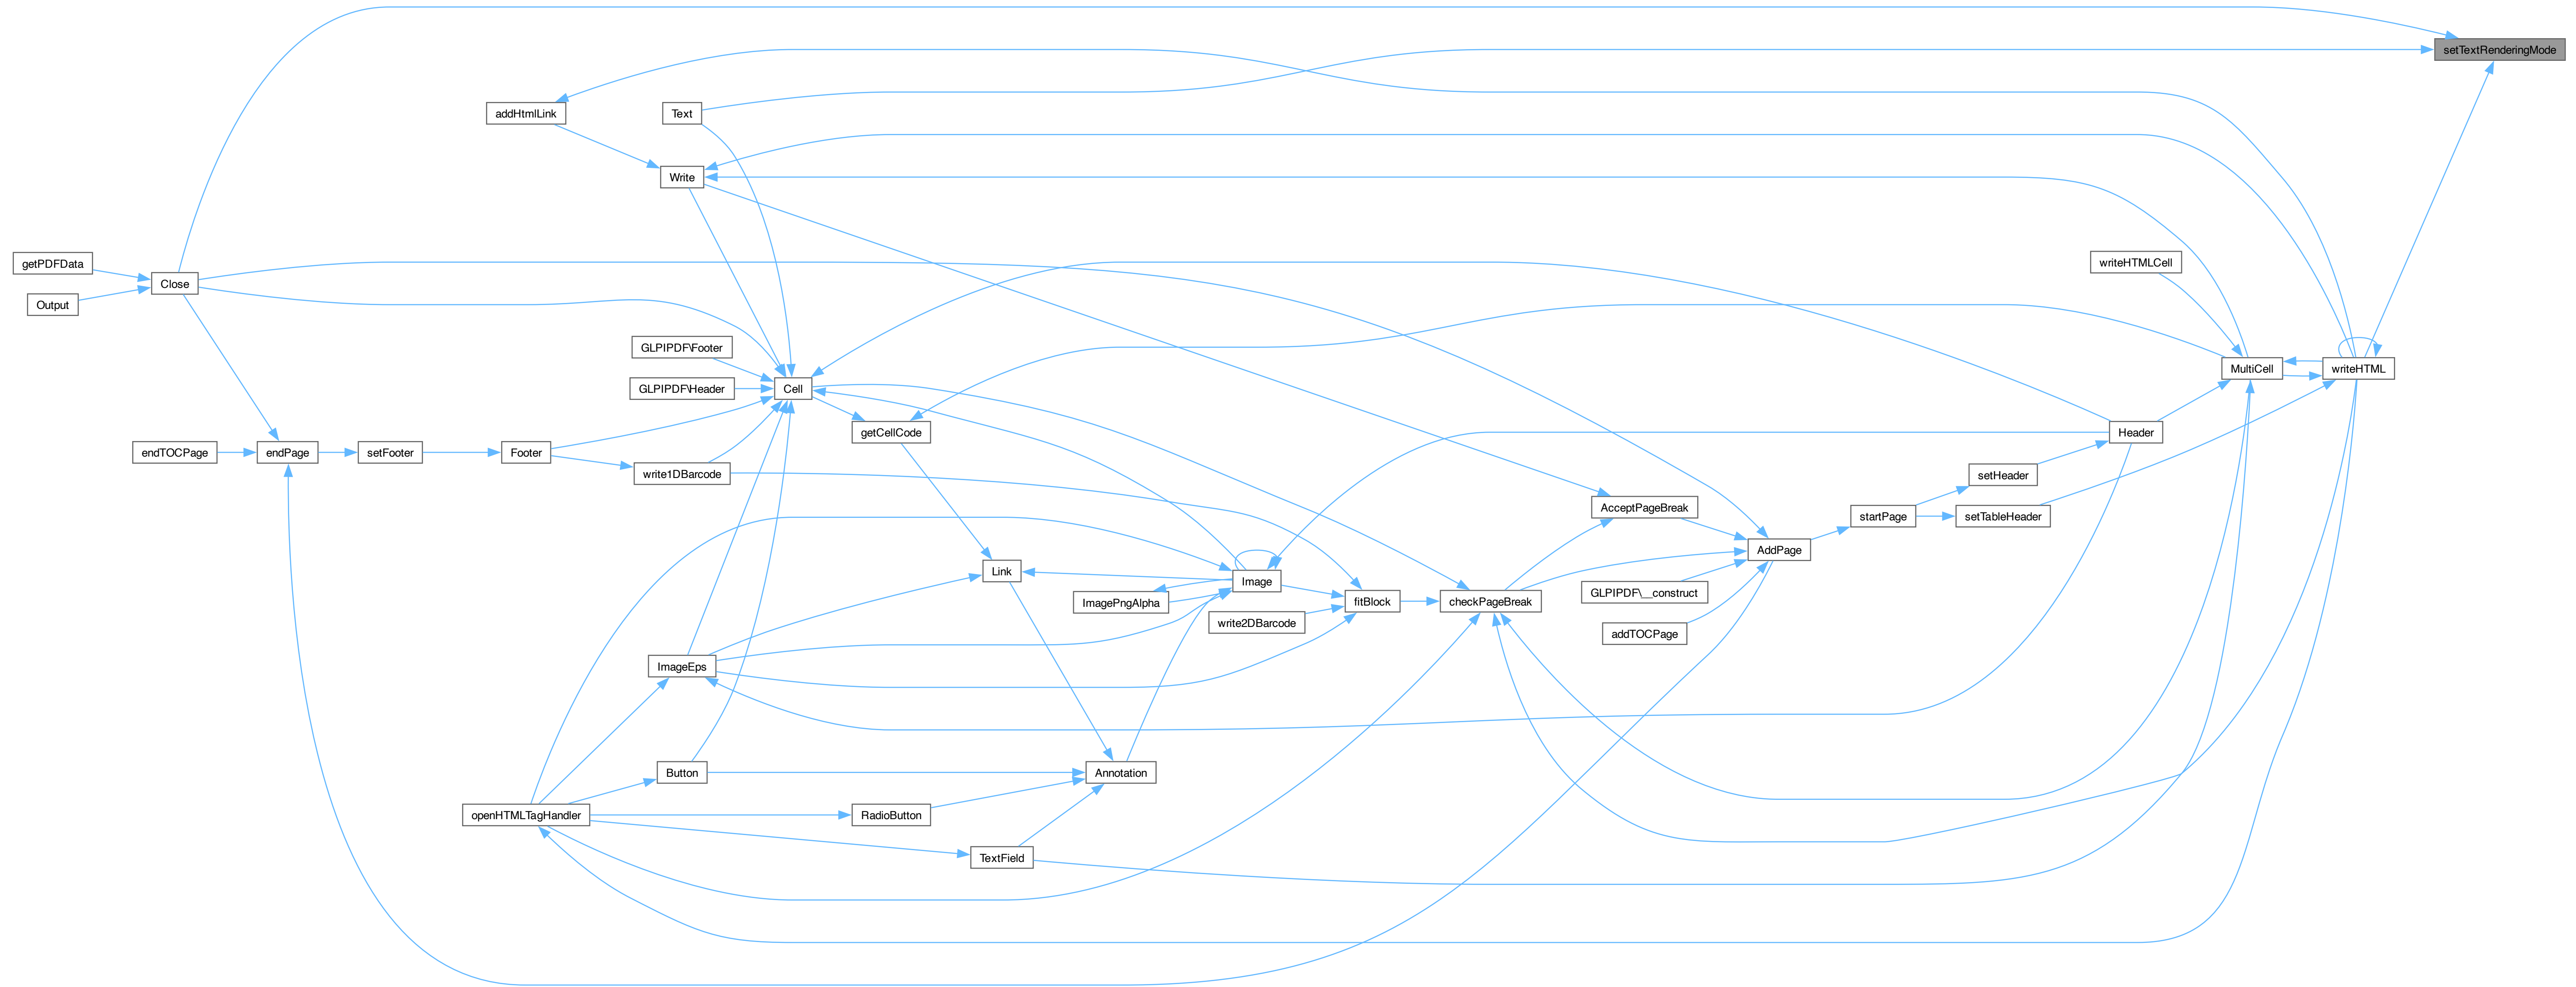 setTextRenderingMode
addHtmlLink
Text
Write
getPDFData
writeHTMLCell
Close
Output
GLPIPDF\Footer
MultiCell
writeHTML
GLPIPDF\Header
Cell
getCellCode
Header
endTOCPage
endPage
setFooter
Footer
write1DBarcode
setHeader
AcceptPageBreak
startPage
setTableHeader
AddPage
Link
Image
GLPIPDF\__construct
ImagePngAlpha
fitBlock
checkPageBreak
write2DBarcode
addTOCPage
ImageEps
Button
Annotation
openHTMLTagHandler
RadioButton
TextField